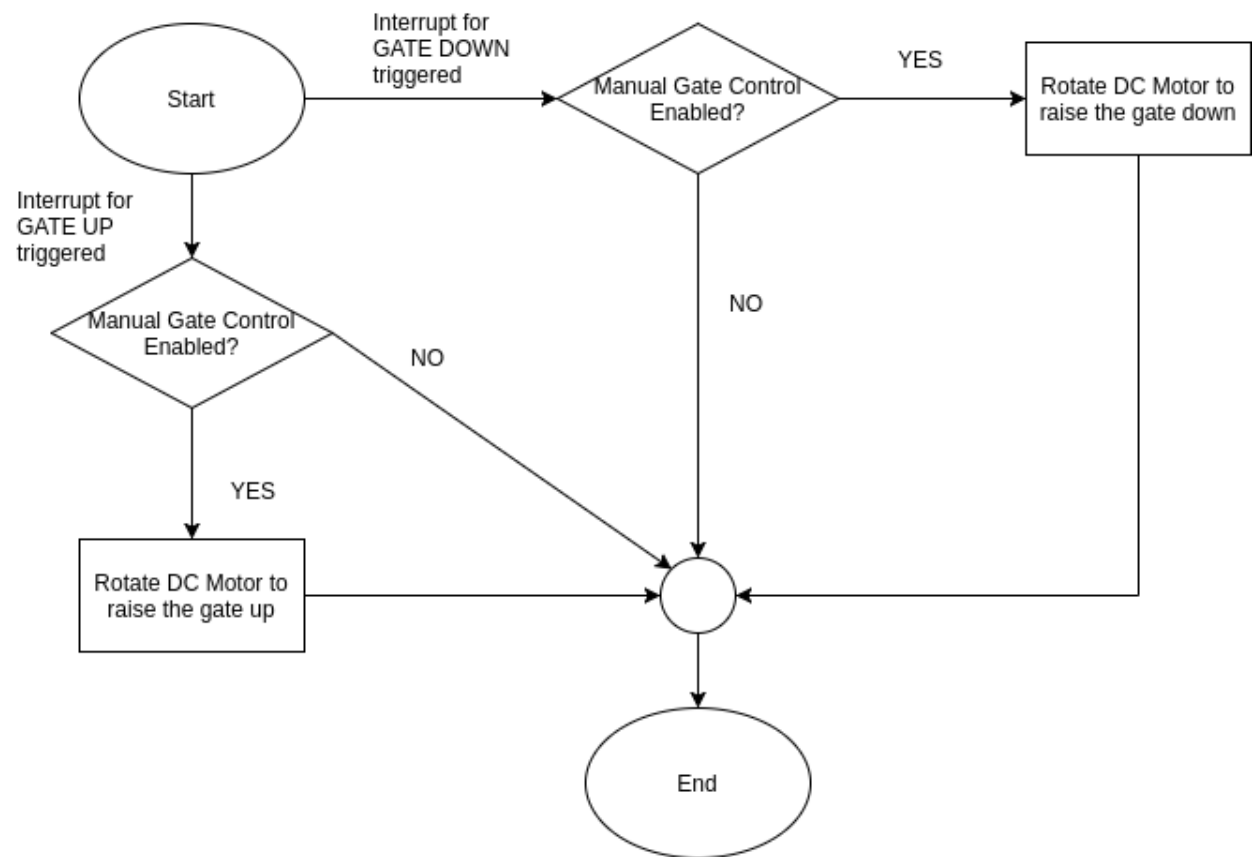 Interrupt for
GATE DOWN
triggered
Start
Manual Gate Control
Enabled?
YES
Rotate DC Motor to
raise the gate down
Interrupt for
GATE UP
triggered
Manual Gate Control
Enabled?
NO
NO
YES
Rotate DC Motor to
raise the gate up
End